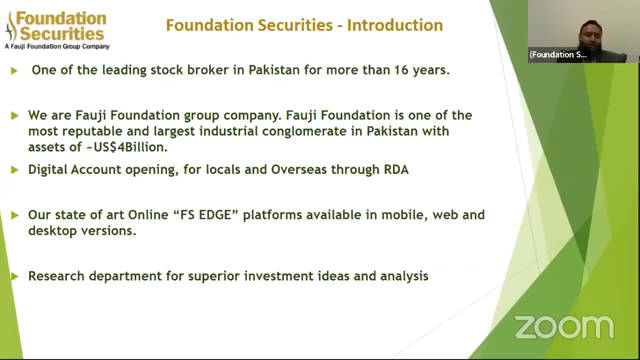 Foundation
Securities
A Fauji Foundation Group Company
Foundation Securities - Introduction
(Foundation S...
One of the leading stock broker in Pakistan for more than 16 years.
We are Fauji Foundation group company. Fauji Foundation is one of the
most reputable and largest industrial conglomerate in Pakistan with
assets of ~US$4Billion.
Digital Account opening, for locals and Overseas through RDA
Our state of art Online “FS EDGE” platforms available in mobile, web and
desktop versions.
Research department for superior investment ideas and analysis
zoom